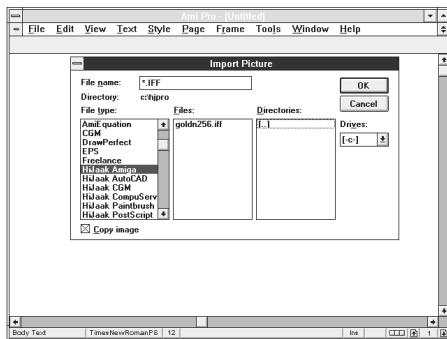 Ami Pro - [Untitled]
File Edit View Text Style Page Frame Tools Window Help
Import Picture
File name: *.IFF
OK
Directory: c:\hjpro
Cancel
File type: Files: Directories:
Drives:
AmiEquation
CGM
DrawPerfect
EPS
Freelance
HiJaak Amiga
HiJaak AutoCAD
HiJaak CGM
HiJaak CompuServ
HiJaak Paintbrush
HiJaak PostScript
goldn256.iff
[..]
[-c-]
Copy image
Body Text TimesNewRomanPS 12 Ins 1